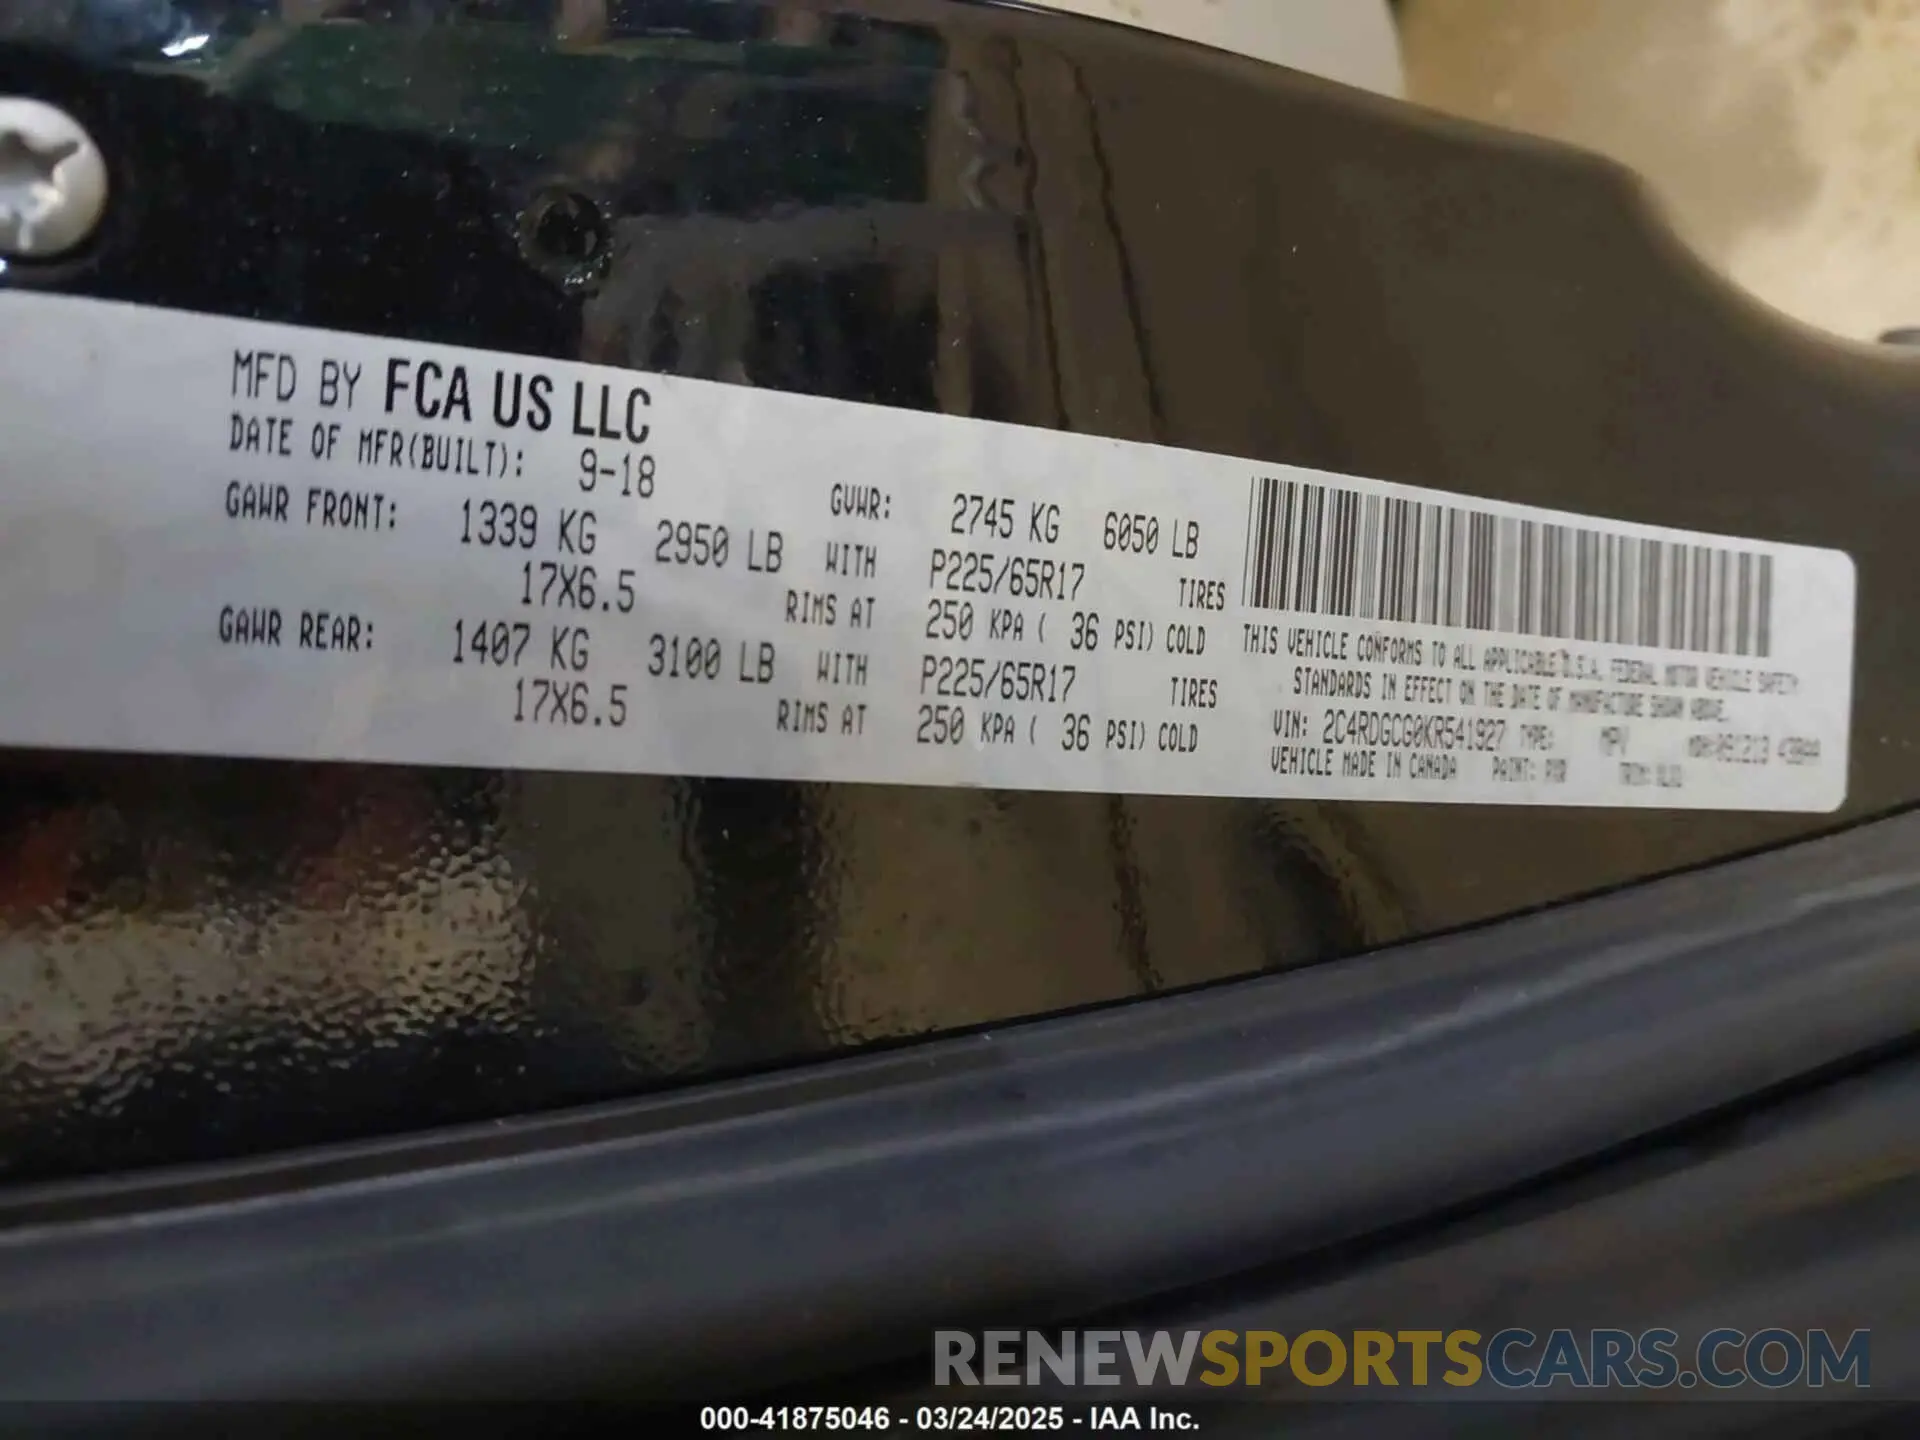 MFD BY FCA US LLC
DATE OF MFR(BUILT): 9-18 GVWR: 2745 KG 6050 LB
GAWR FRONT: 1339 KG 2950 LB WITH P225/65R17 TIRES
17X6.5 RIMS AT 250 KPA ( 36 PSI) COLD
GAWR REAR: 1407 KG 3100 LB WITH P225/65R17 TIRES
17X6.5 RIMS AT 250 KPA ( 36 PSI) COLD
THIS VEHICLE CONFORMS TO ALL APPLICABLE U.S.A. FEDERAL MOTOR VEHICLE SAFETY
STANDARDS IN EFFECT ON THE DATE OF MANUFACTURE SHOWN ABOVE.
VIN: 2C4RDGCG0KR541927 TYPE: MPV
VEHICLE MADE IN CANADA PAINT: PXR TRIM:
RENEWSPORTSCARS.COM
000-41875046 - 03/24/2025 - IAA Inc.